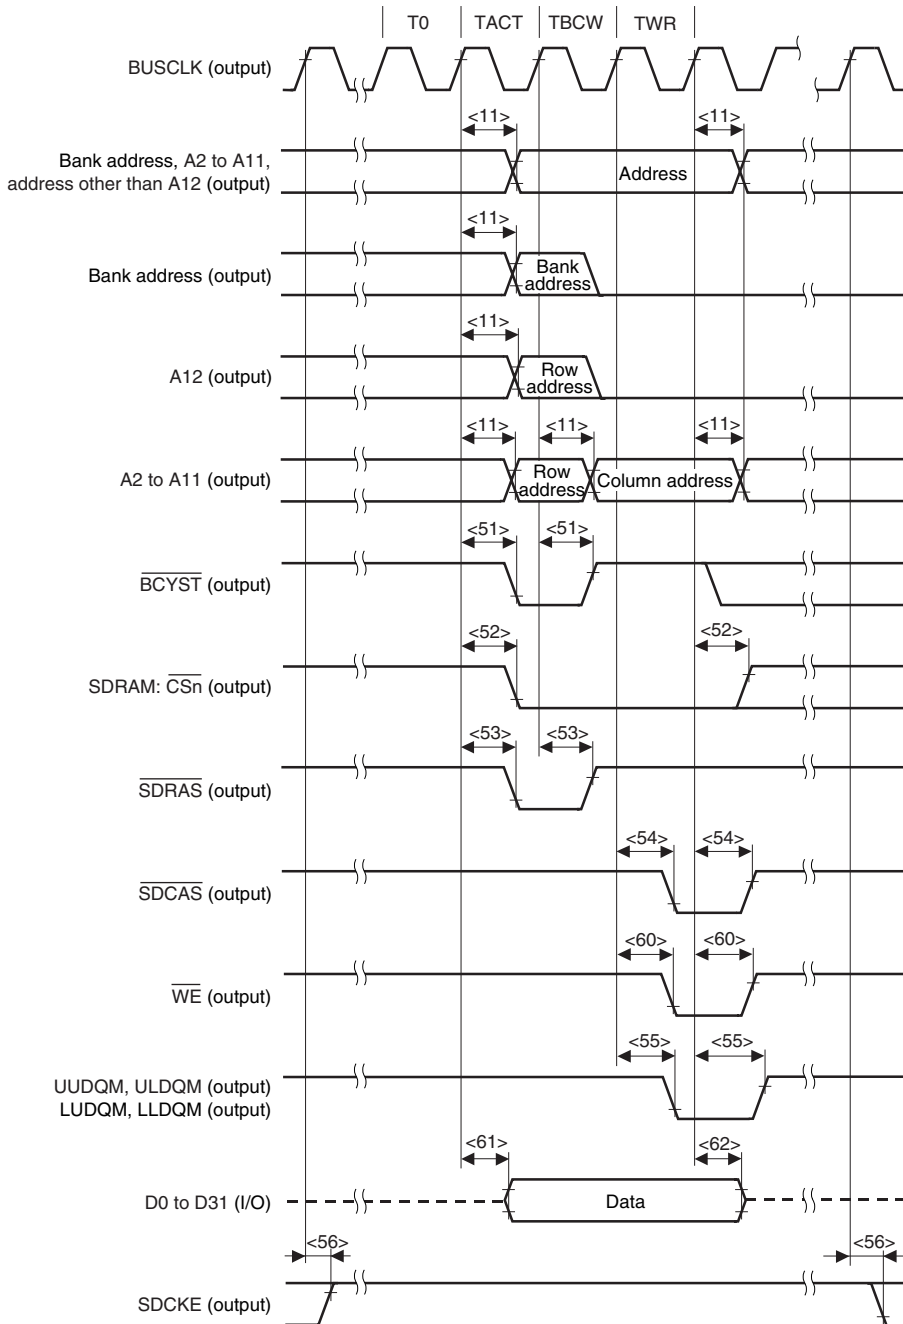 T0 TACT TBCW TWR
BUSCLK (output)
<11> <11>
Bank address, A2 to A11,
address other than A12 (output)
Address
<11>
Bank address (output)
Bank
address
<11>
A12 (output)
Row
address
<11> <11> <11>
A2 to A11 (output)
Row
address
Column address
<51> <51>
BCYST (output)
<52> <52>
SDRAM: CSn (output)
<53> <53>
SDRAS (output)
<54> <54>
SDCAS (output)
<60> <60>
WE (output)
<55> <55>
UUDQM, ULDQM (output)
LUDQM, LLDQM (output)
<61> <62>
D0 to D31 (I/O)
Data
<56> <56>
SDCKE (output)